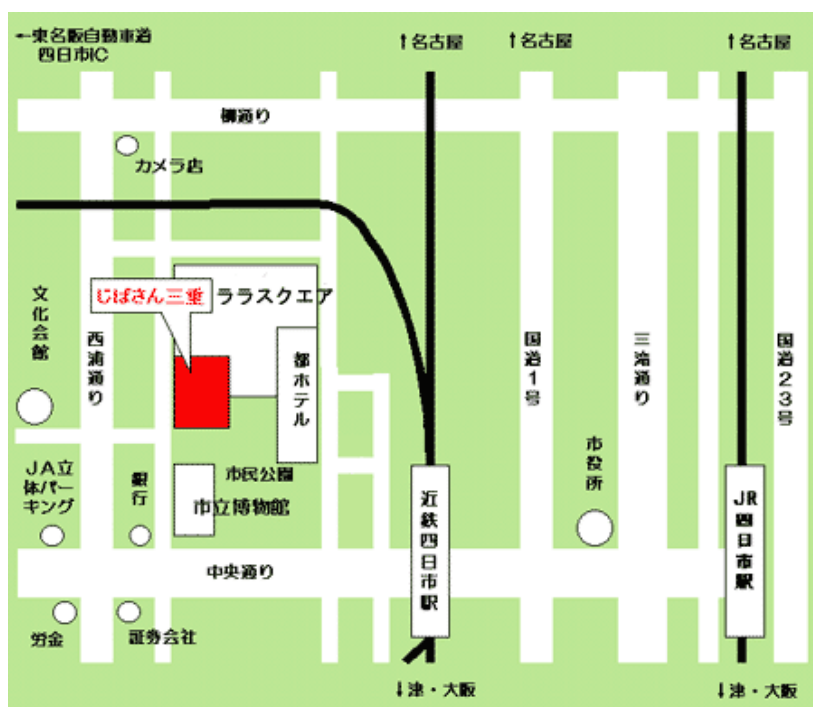 ←東名阪自動車道
四日市IC
↑名古屋
↑名古屋
↑名古屋
柳通り
カメラ店
文化会館
じばさん三重
ララスクエア
西浦通り
都ホテル
国道1号
三滝通り
国道23号
市役所
JA立
体パー
キング
銀行
市民公園
市立博物館
近鉄四日市駅
JR四日市駅
中央通り
労金
証券会社
↓津・大阪
↓津・大阪